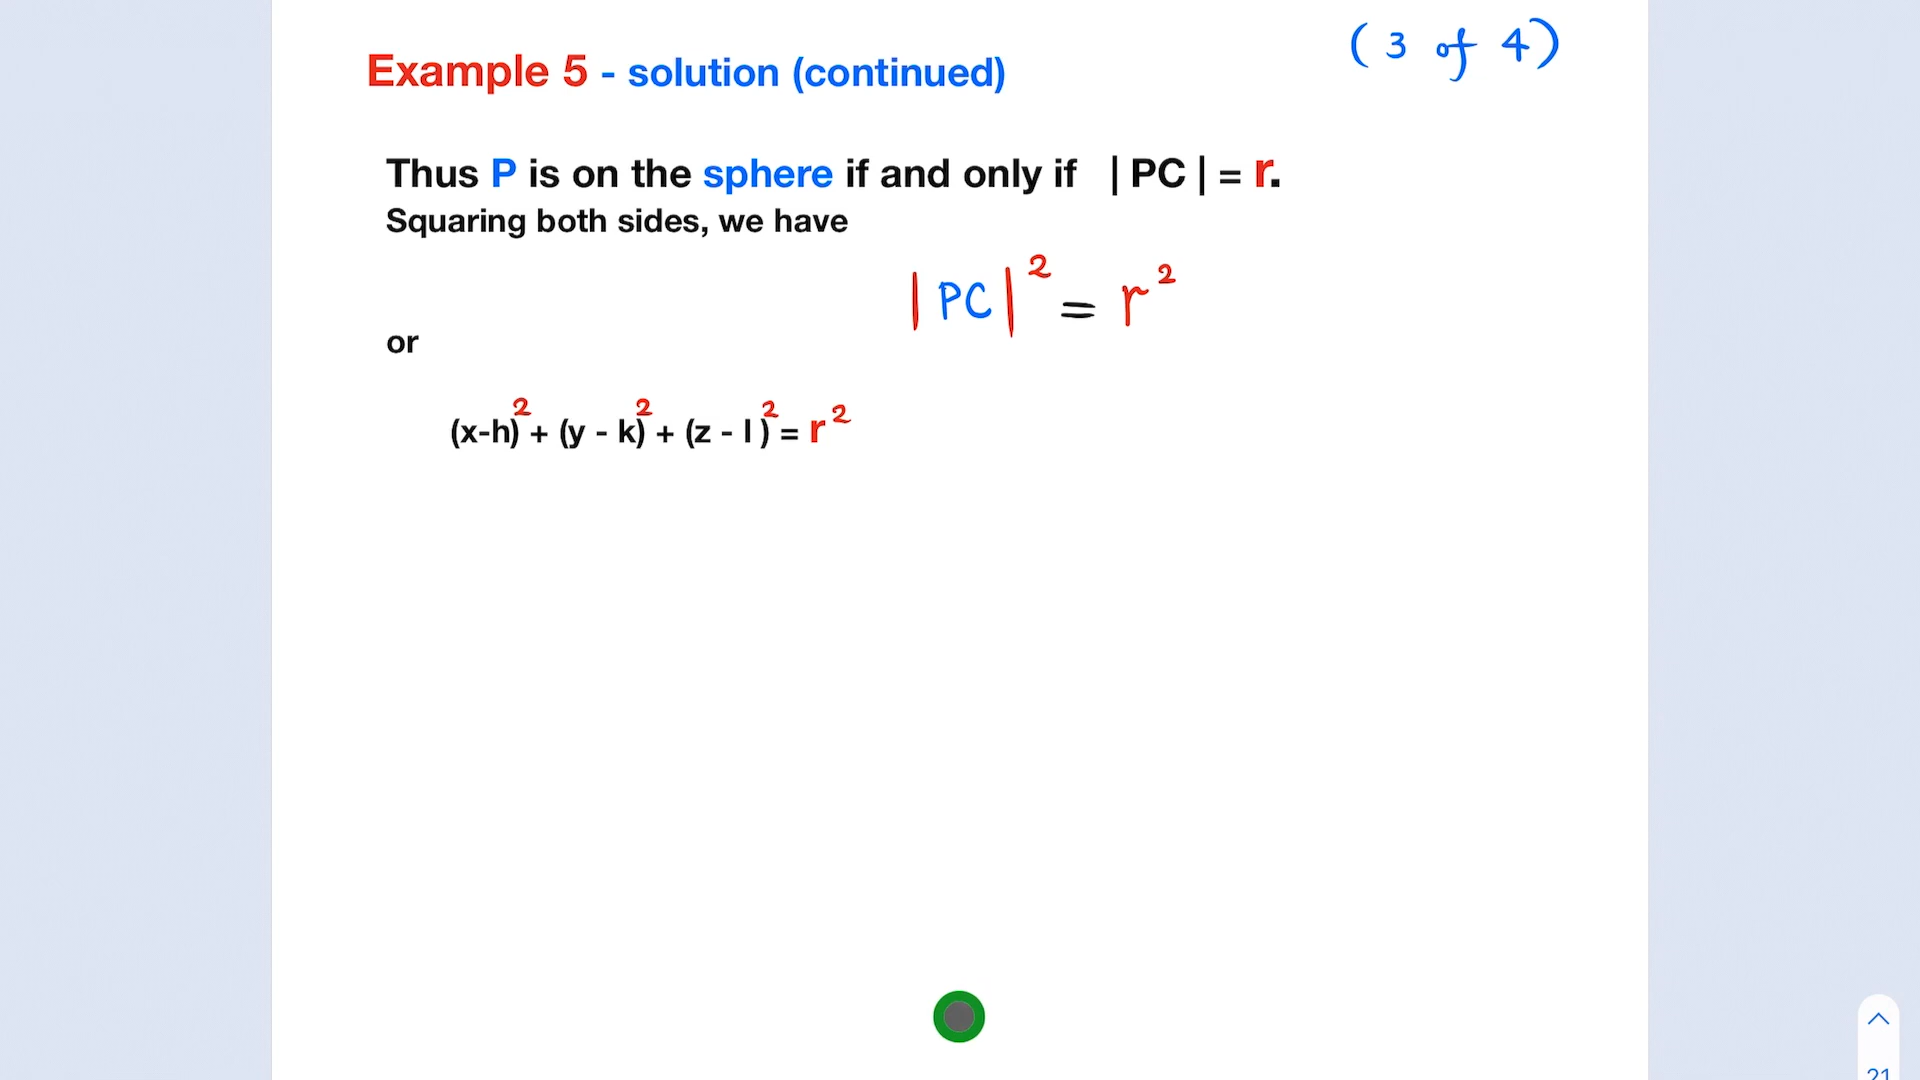 (3 of 4)
Example 5 - solution (continued)
Thus P is on the sphere if and only if |PC| = r.
Squaring both sides, we have
|PC|² = r²
or
(x-h)² + (y - k)² + (z - l)² = r²
21